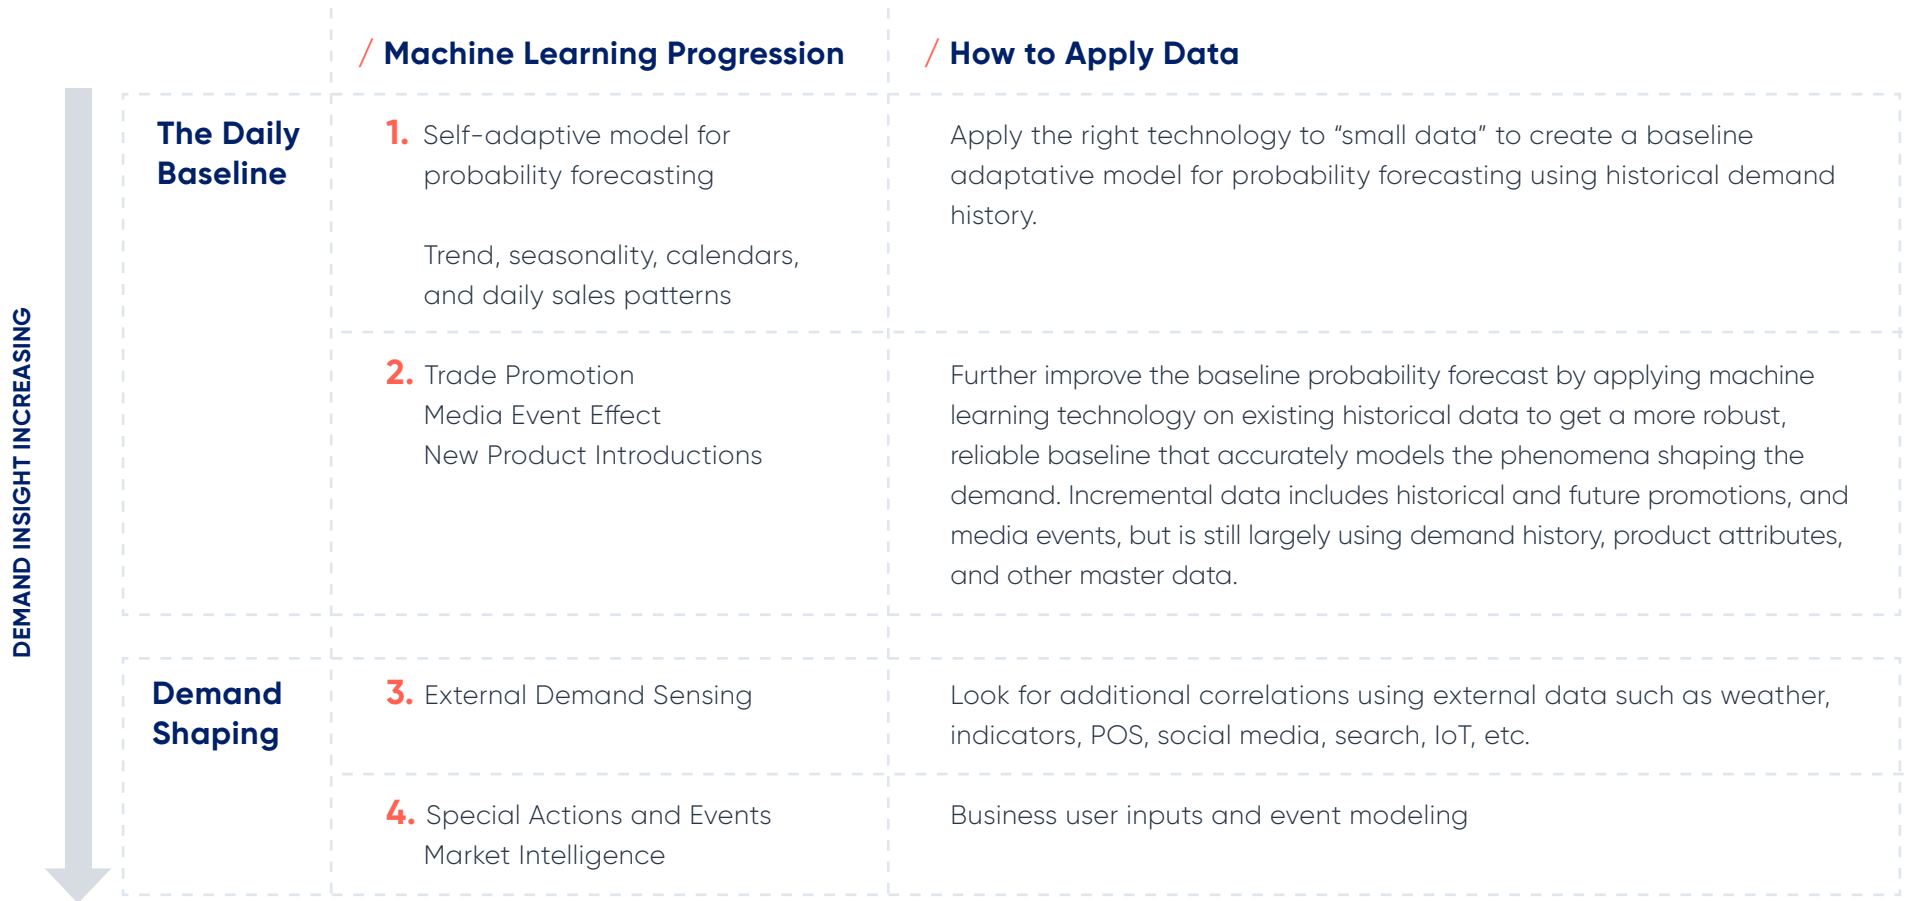 / Machine Learning Progression
/ How to Apply Data
DEMAND INSIGHT INCREASING
The Daily
Baseline
1. Self-adaptive model for
probability forecasting
Trend, seasonality, calendars,
and daily sales patterns
Apply the right technology to “small data” to create a baseline
adaptative model for probability forecasting using historical demand
history.
2. Trade Promotion
Media Event Effect
New Product Introductions
Further improve the baseline probability forecast by applying machine
learning technology on existing historical data to get a more robust,
reliable baseline that accurately models the phenomena shaping the
demand. Incremental data includes historical and future promotions, and
media events, but is still largely using demand history, product attributes,
and other master data.
Demand
Shaping
3. External Demand Sensing
Look for additional correlations using external data such as weather,
indicators, POS, social media, search, IoT, etc.
4. Special Actions and Events
Market Intelligence
Business user inputs and event modeling